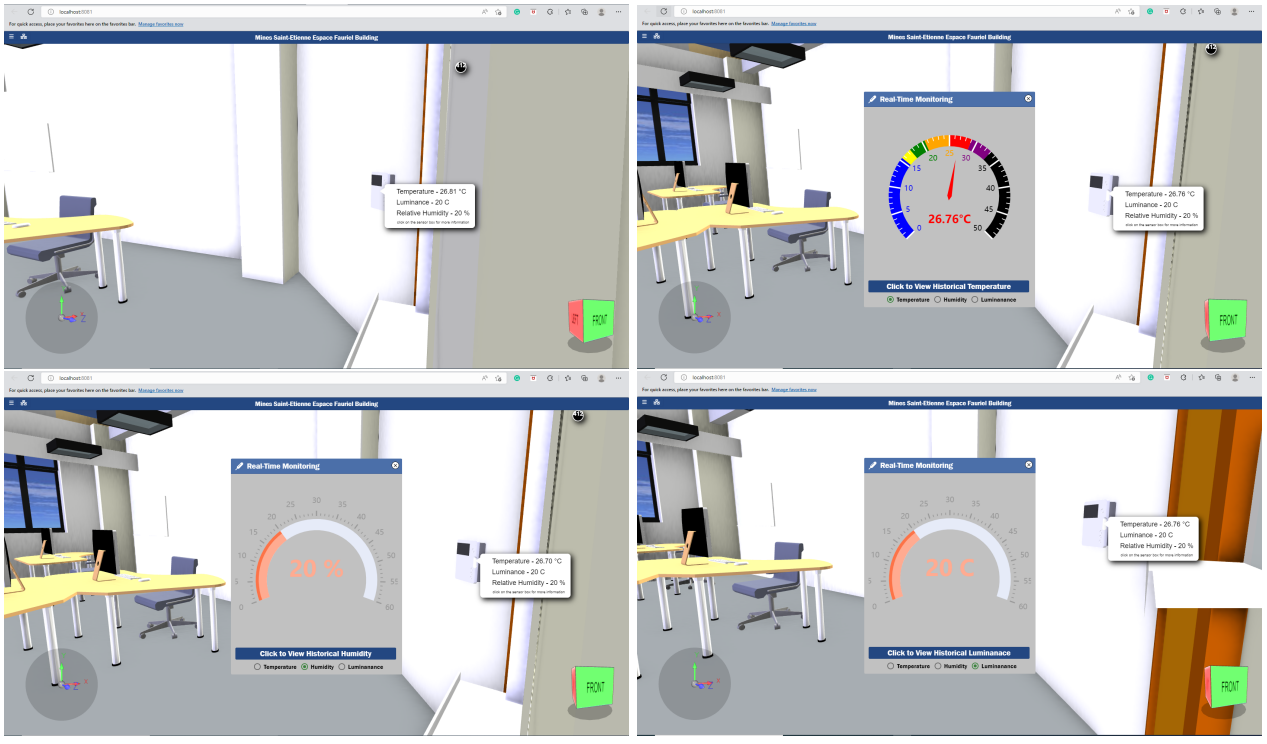 localhost:8081
For quick access, place your favorites here on the favorites bar. Manage favorites now
Mines Saint-Etienne Espace Fauriel Building
412
Temperature - 26.81 °C
Luminance - 20 C
Relative Humidity - 20 %
click on the sensor tool for more information
Z
FRONT
localhost:8081
For quick access, place your favorites here on the favorites bar. Manage favorites now
Mines Saint-Etienne Espace Fauriel Building
412
Real-Time Monitoring
0
5
10
15
20
25
30
35
40
45
50
26.76°C
Click to View Historical Temperature
Temperature Humidity Luminanence
Temperature - 26.76 °C
Luminance - 20 C
Relative Humidity - 20 %
click on the sensor tool for more information
Z X
FRONT
localhost:8081
For quick access, place your favorites here on the favorites bar. Manage favorites now
Mines Saint-Etienne Espace Fauriel Building
412
Real-Time Monitoring
0
5
10
15
20
25
30
35
40
45
50
55
60
20 %
Click to View Historical Humidity
Temperature Humidity Luminanence
Temperature - 26.70 °C
Luminance - 20 C
Relative Humidity - 20 %
click on the sensor tool for more information
Z X
FRONT
localhost:8081
For quick access, place your favorites here on the favorites bar. Manage favorites now
Mines Saint-Etienne Espace Fauriel Building
Real-Time Monitoring
0
5
10
15
20
25
30
35
40
45
50
55
60
20 C
Click to View Historical Luminanace
Temperature Humidity Luminanence
Temperature - 26.76 °C
Luminance - 20 C
Relative Humidity - 20 %
click on the sensor tool for more information
Z X
FRONT